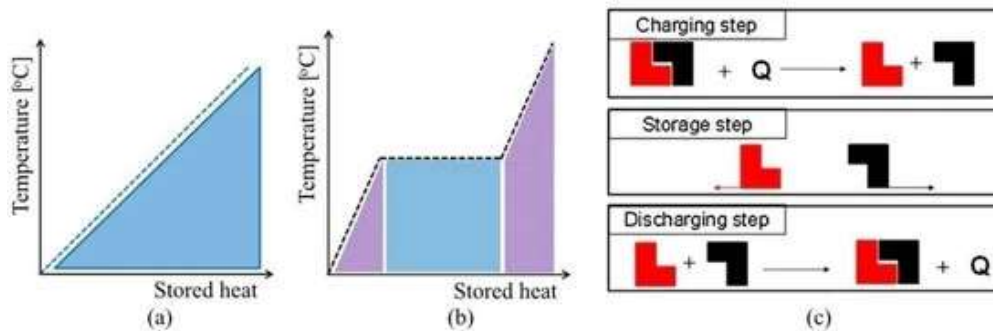 Temperature [°C]
Stored heat
(a)
Temperature [°C]
Stored heat
(b)
Charging step
+ Q +
Storage step
Discharging step
+ + Q
(c)